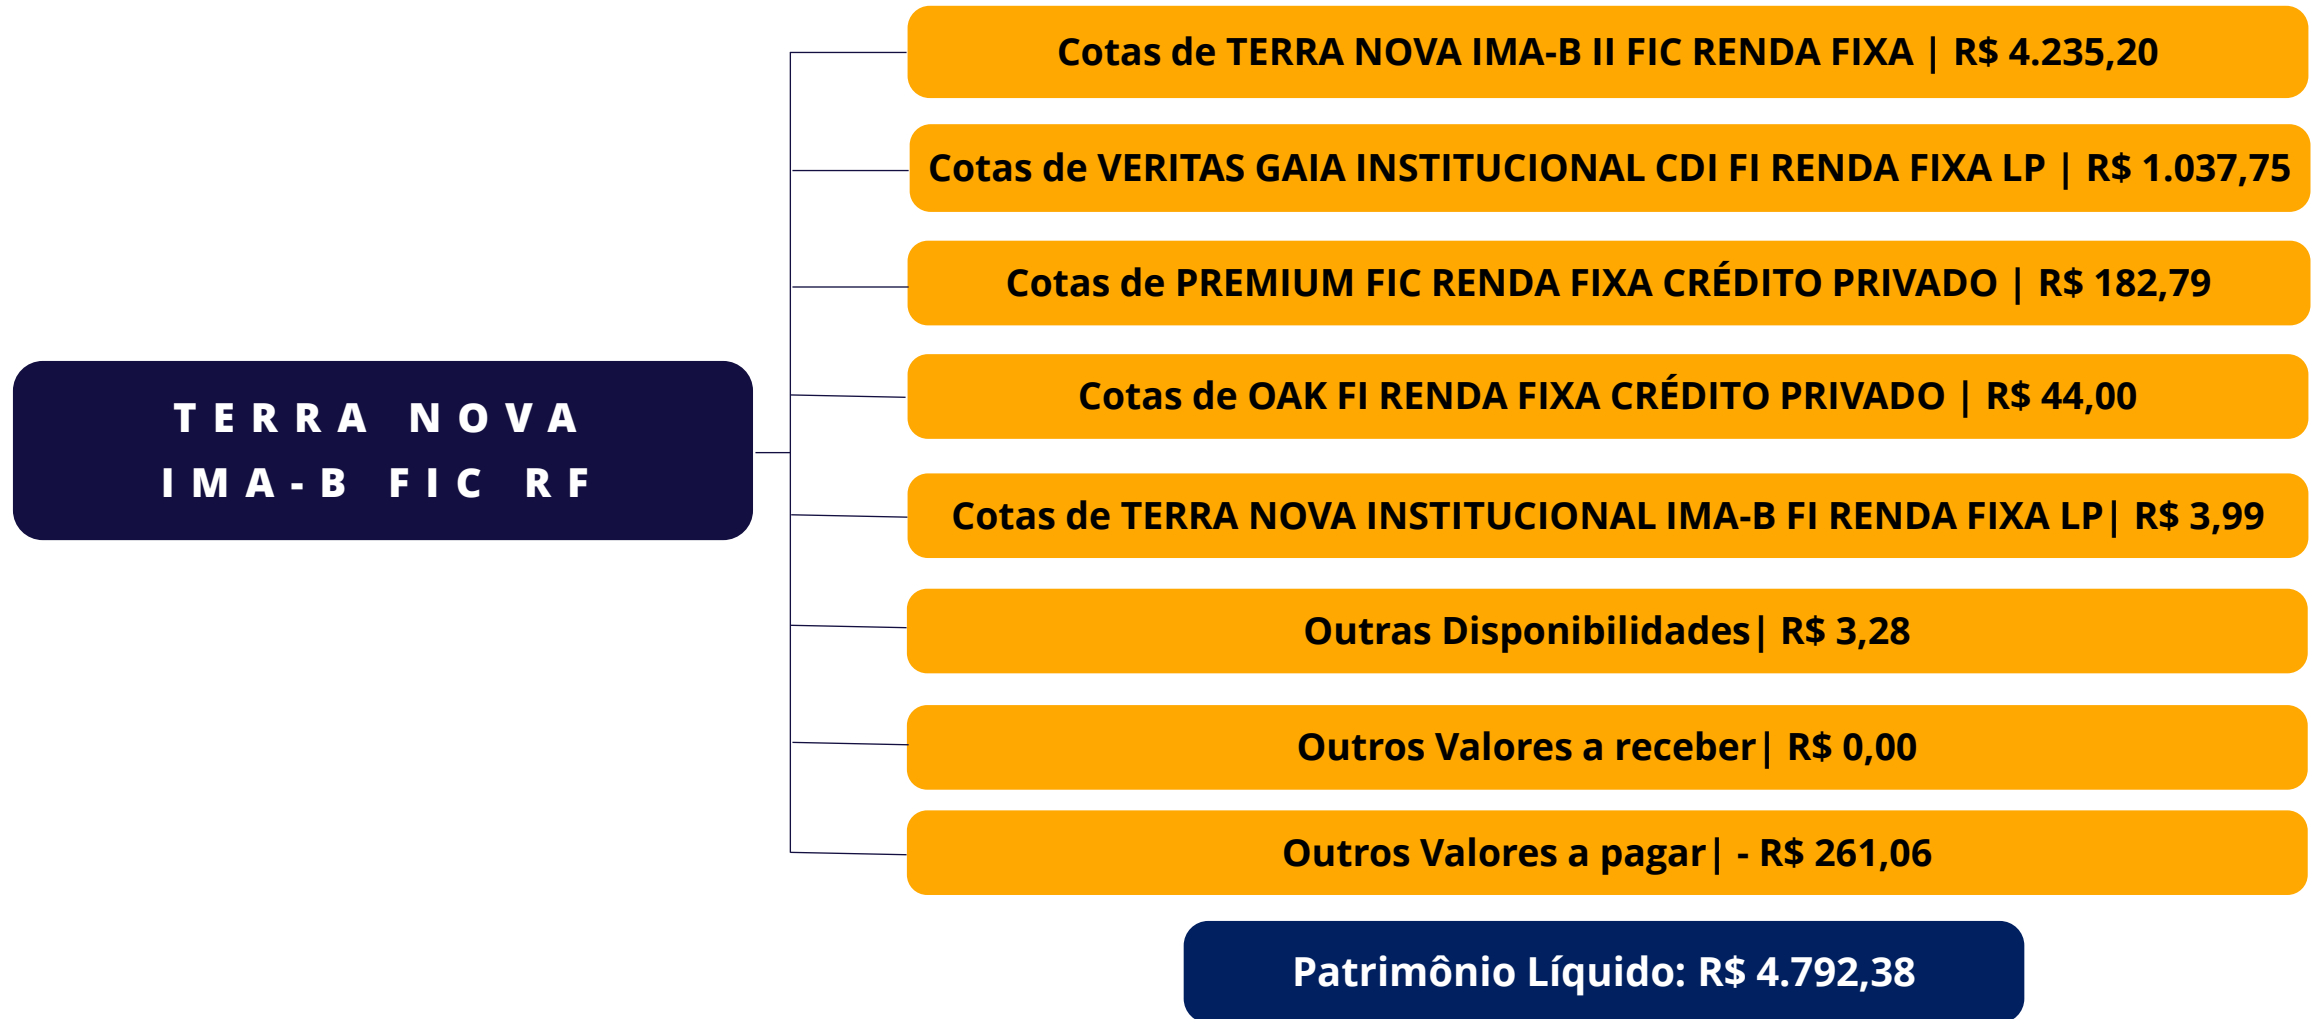 Cotas de TERRA NOVA IMA-B II FIC RENDA FIXA | R$ 4.235,20
Cotas de VERITAS GAIA INSTITUCIONAL CDI FI RENDA FIXA LP | R$ 1.037,75
Cotas de PREMIUM FIC RENDA FIXA CRÉDITO PRIVADO | R$ 182,79
Cotas de OAK FI RENDA FIXA CRÉDITO PRIVADO | R$ 44,00
TERRA NOVA
IMA-B FIC RF
Cotas de TERRA NOVA INSTITUCIONAL IMA-B FI RENDA FIXA LP| R$ 3,99
Outras Disponibilidades| R$ 3,28
Outros Valores a receber| R$ 0,00
Outros Valores a pagar| - R$ 261,06
Patrimônio Líquido: R$ 4.792,38